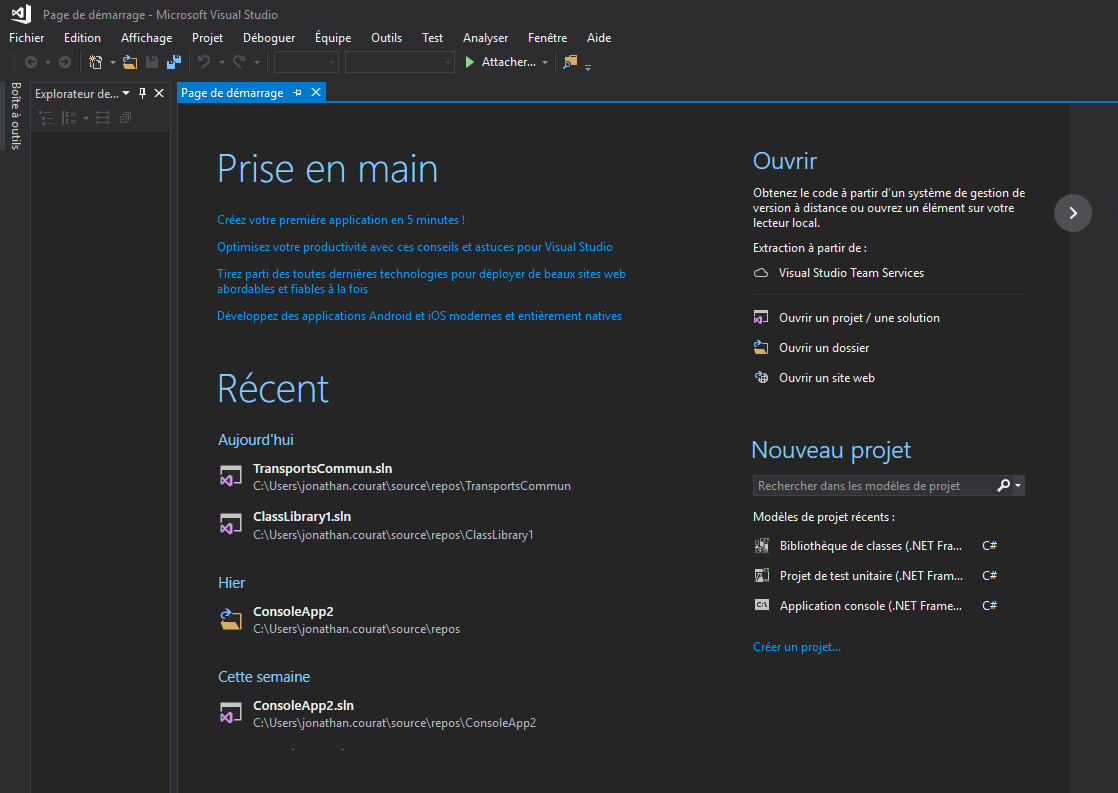 Page de démarrage - Microsoft Visual Studio
Fichier Edition Affichage Projet Déboguer Équipe Outils Test Analyser Fenêtre Aide
Attacher...
Boîte à outils
Explorateur de...
Page de démarrage
Prise en main
Créez votre première application en 5 minutes !
Optimisez votre productivité avec ces conseils et astuces pour Visual Studio
Tirez parti des toutes dernières technologies pour déployer de beaux sites web
abordables et fiables à la fois
Développez des applications Android et iOS modernes et entièrement natives
Récent
Aujourd'hui
TransportsCommun.sln
C:\Users\jonathan.courat\source\repos\TransportsCommun
ClassLibrary1.sln
C:\Users\jonathan.courat\source\repos\ClassLibrary1
Hier
ConsoleApp2
C:\Users\jonathan.courat\source\repos
Cette semaine
ConsoleApp2.sln
C:\Users\jonathan.courat\source\repos\ConsoleApp2
Ouvrir
Obtenez le code à partir d'un système de gestion de
version à distance ou ouvrez un élément sur votre
lecteur local.
Extraction à partir de :
Visual Studio Team Services
Ouvrir un projet / une solution
Ouvrir un dossier
Ouvrir un site web
Nouveau projet
Rechercher dans les modèles de projet
Modèles de projet récents :
Bibliothèque de classes (.NET Fra... C#
Projet de test unitaire (.NET Fram... C#
Application console (.NET Frame... C#
Créer un projet...